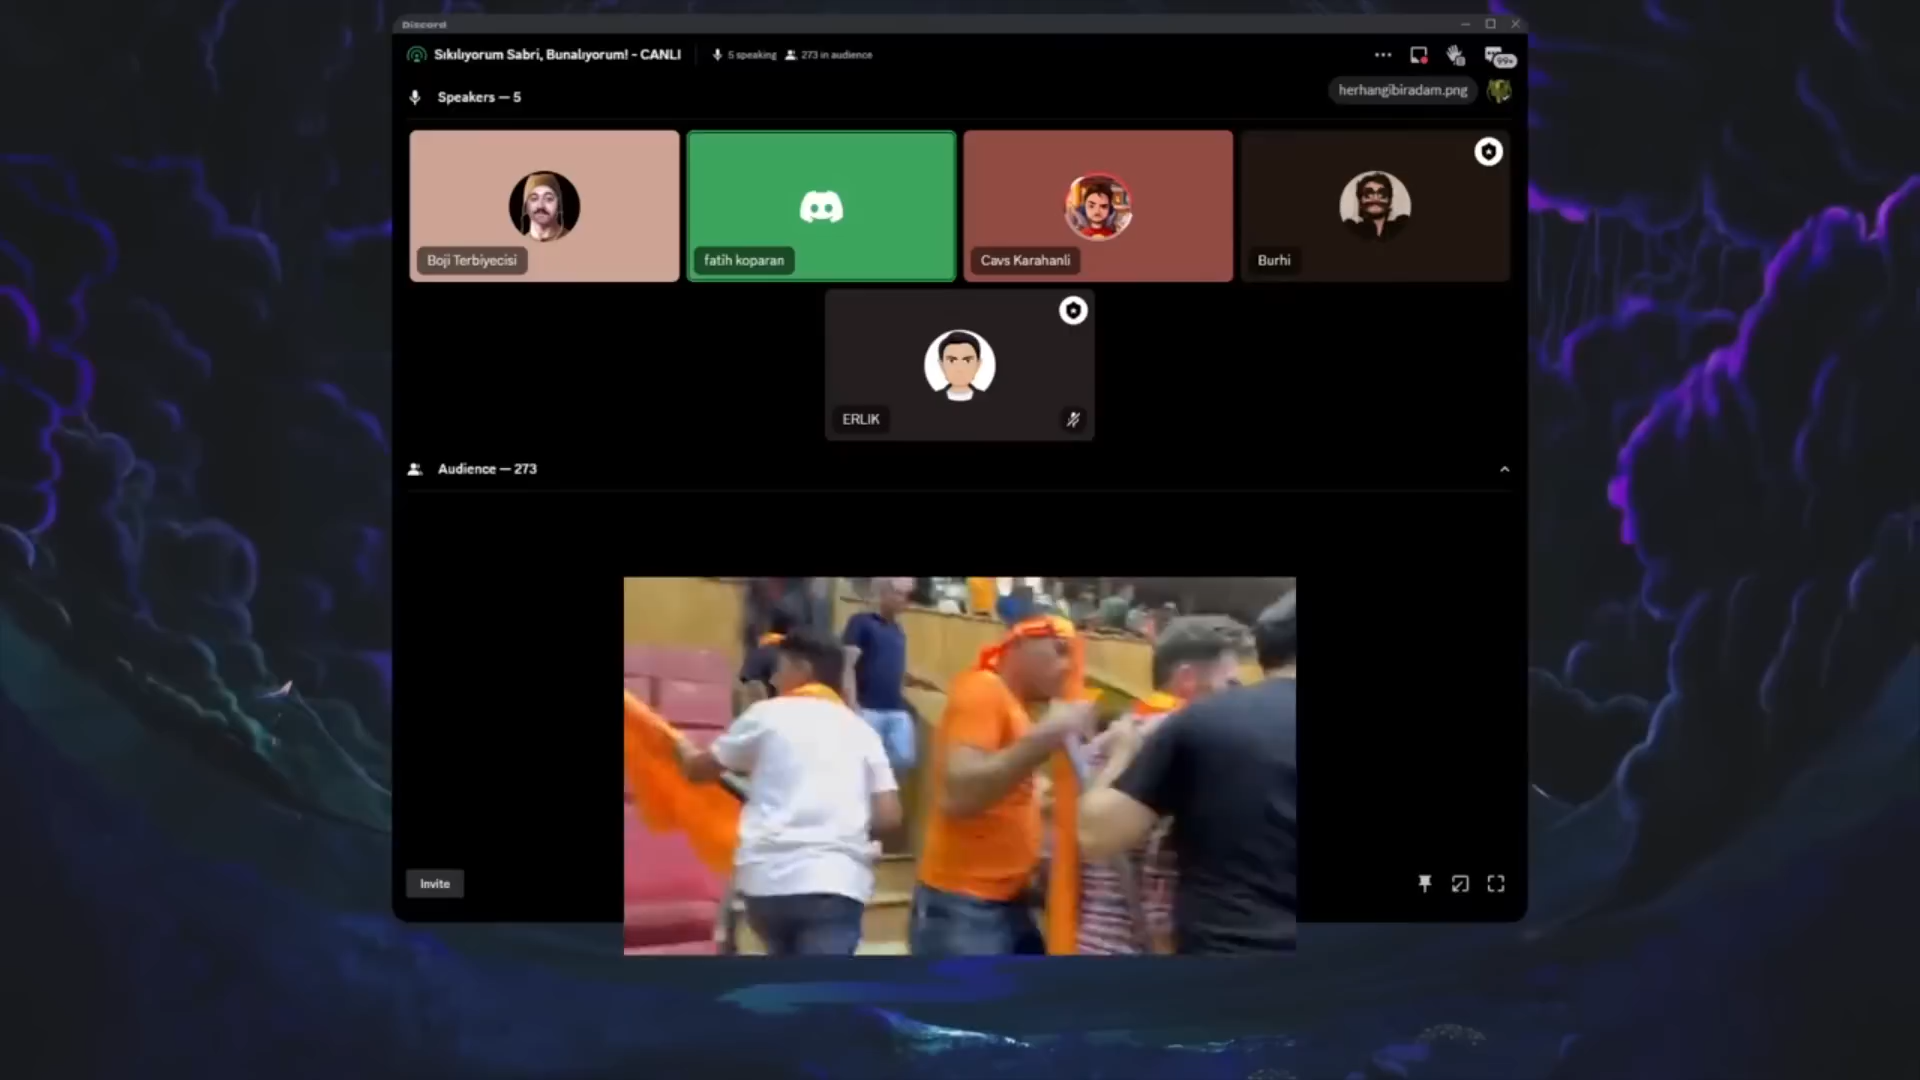 Discord
Sıkılıyorum Sabri, Bunalıyorum! - CANLI
5 speaking
273 in audience
99+
Speakers — 5
herhangibiradam.png
Boji Terbiyecisi
fatih koparan
Cavs Karahanli
Burhi
ERLIK
Audience — 273
Invite